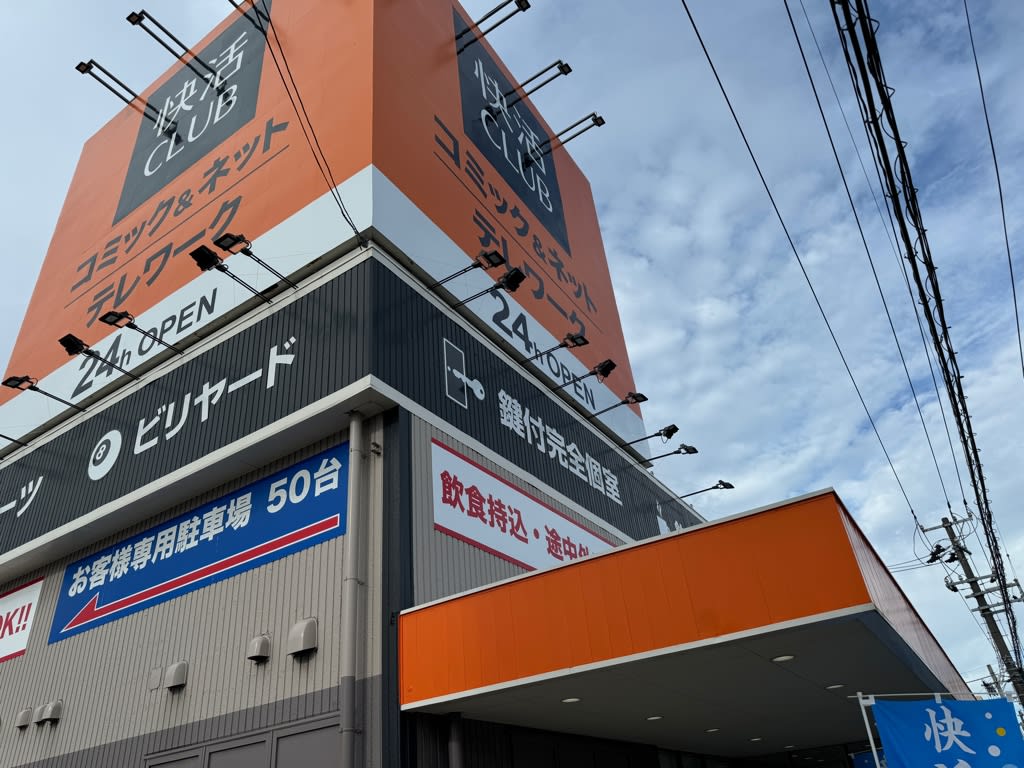 快活
CLUB
コミック&ネット
テレワーク
24h OPEN
快活
CLUB
コミック&ネット
テレワーク
24h OPEN
ーツ
8
ビリヤード
鍵付完全個室
お客様専用駐車場 50台
飲食持込・途中外
OK!!
快